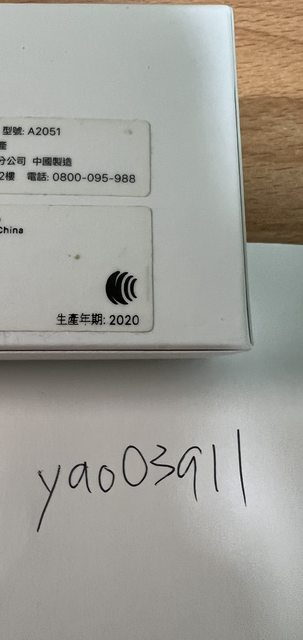 型號: A2051
產
分公司 中國製造
2樓 電話: 0800-095-988
China
生產年期: 2020
yao03911